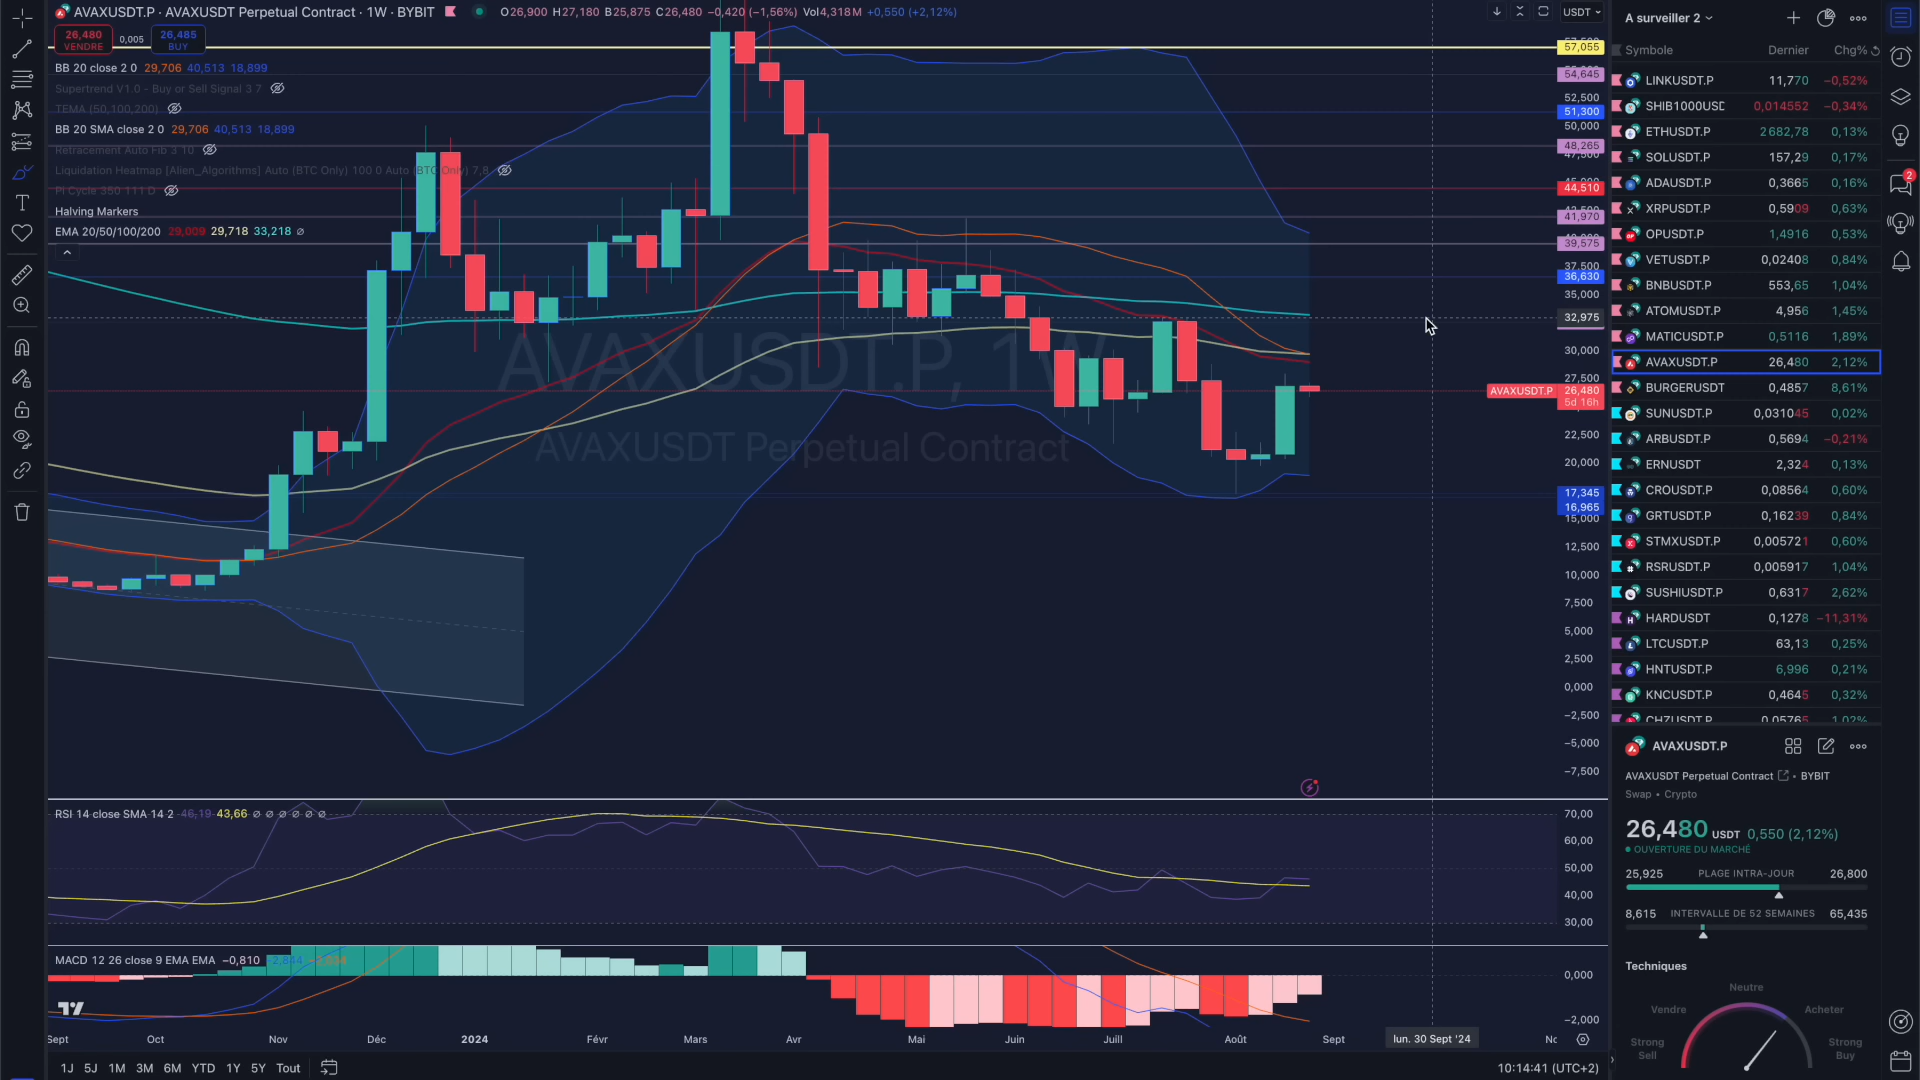 AVAXUSDT.P · AVAXUSDT Perpetual Contract · 1W · BYBIT O26,900 H27,180 B25,875 C26,480 −0,420 (−1,56%) Vol4,318 M +0,550 (+2,12%)
26,480 VENDRE
0,005
26,485 BUY
BB 20 close 2 0 29,706 40,513 18,899
Supertrend V1.0 - Buy or Sell Signal 3 7
TEMA (50,100,200)
BB 20 SMA close 2 0 29,706 40,513 18,899
Retracement Auto Fib 3 10
Liquidation Heatmap [Alien_Algorithms] Auto (BTC Only) 100 0 Auto (BTC Only) 7,8
Pi Cycle 350 111 D
Halving Markers
EMA 20/50/100/200 29,009 29,718 33,218 ∅
AVAXUSDT.P, 1W
AVAXUSDT Perpetual Contract
USDT
57,055
54,645
52,500
51,300
50,000
48,265
47,500
44,510
41,970
39,575
37,500
36,630
35,000
32,975
30,000
27,500
AVAXUSDT.P 26,480
5d 16h
22,500
20,000
17,345
16,965
15,000
12,500
10,000
7,500
5,000
2,500
0,000
−2,500
−5,000
−7,500
RSI 14 close SMA 14 2 46,19 43,66 ∅ ∅ ∅ ∅ ∅ ∅
70,00
60,00
50,00
40,00
30,00
MACD 12 26 close 9 EMA EMA −0,810
0,000
−2,000
Sept Oct Nov Déc 2024 Févr Mars Avr Mai Juin Juill Août Sept lun. 30 Sept '24 No
1J 5J 1M 3M 6M YTD 1Y 5Y Tout
10:14:41 (UTC+2)
A surveiller 2
Symbole Dernier Chg%
LINKUSDT.P 11,770 −0,52%
SHIB1000USD 0,014552 −0,34%
ETHUSDT.P 2 682,78 0,13%
SOLUSDT.P 157,29 0,17%
ADAUSDT.P 0,3665 0,16%
XRPUSDT.P 0,5909 0,63%
OPUSDT.P 1,4916 0,53%
VETUSDT.P 0,02408 0,84%
BNBUSDT.P 553,65 1,04%
ATOMUSDT.P 4,956 1,45%
MATICUSDT.P 0,5116 1,89%
AVAXUSDT.P 26,480 2,12%
BURGERUSDT 0,4857 8,61%
SUNUSDT.P 0,031045 0,02%
ARBUSDT.P 0,5694 −0,21%
ERNUSDT 2,324 0,13%
CROUSDT.P 0,08564 0,60%
GRTUSDT.P 0,16239 0,84%
STMXUSDT.P 0,005721 0,60%
RSRUSDT.P 0,005917 1,04%
SUSHIUSDT.P 0,6317 2,62%
HARDUSDT 0,1278 −11,31%
LTCUSDT.P 63,13 0,25%
HNTUSDT.P 6,996 0,21%
KNCUSDT.P 0,4645 0,32%
CHZUSDT.P 0,05765 1,02%
2
AVAXUSDT.P
AVAXUSDT Perpetual Contract · BYBIT
Swap • Crypto
26,480 USDT 0,550 (2,12%)
OUVERTURE DU MARCHÉ
25,925 PLAGE INTRA-JOUR 26,800
8,615 INTERVALLE DE 52 SEMAINES 65,435
Techniques
Neutre
Vendre Acheter
Strong Sell
Strong Buy